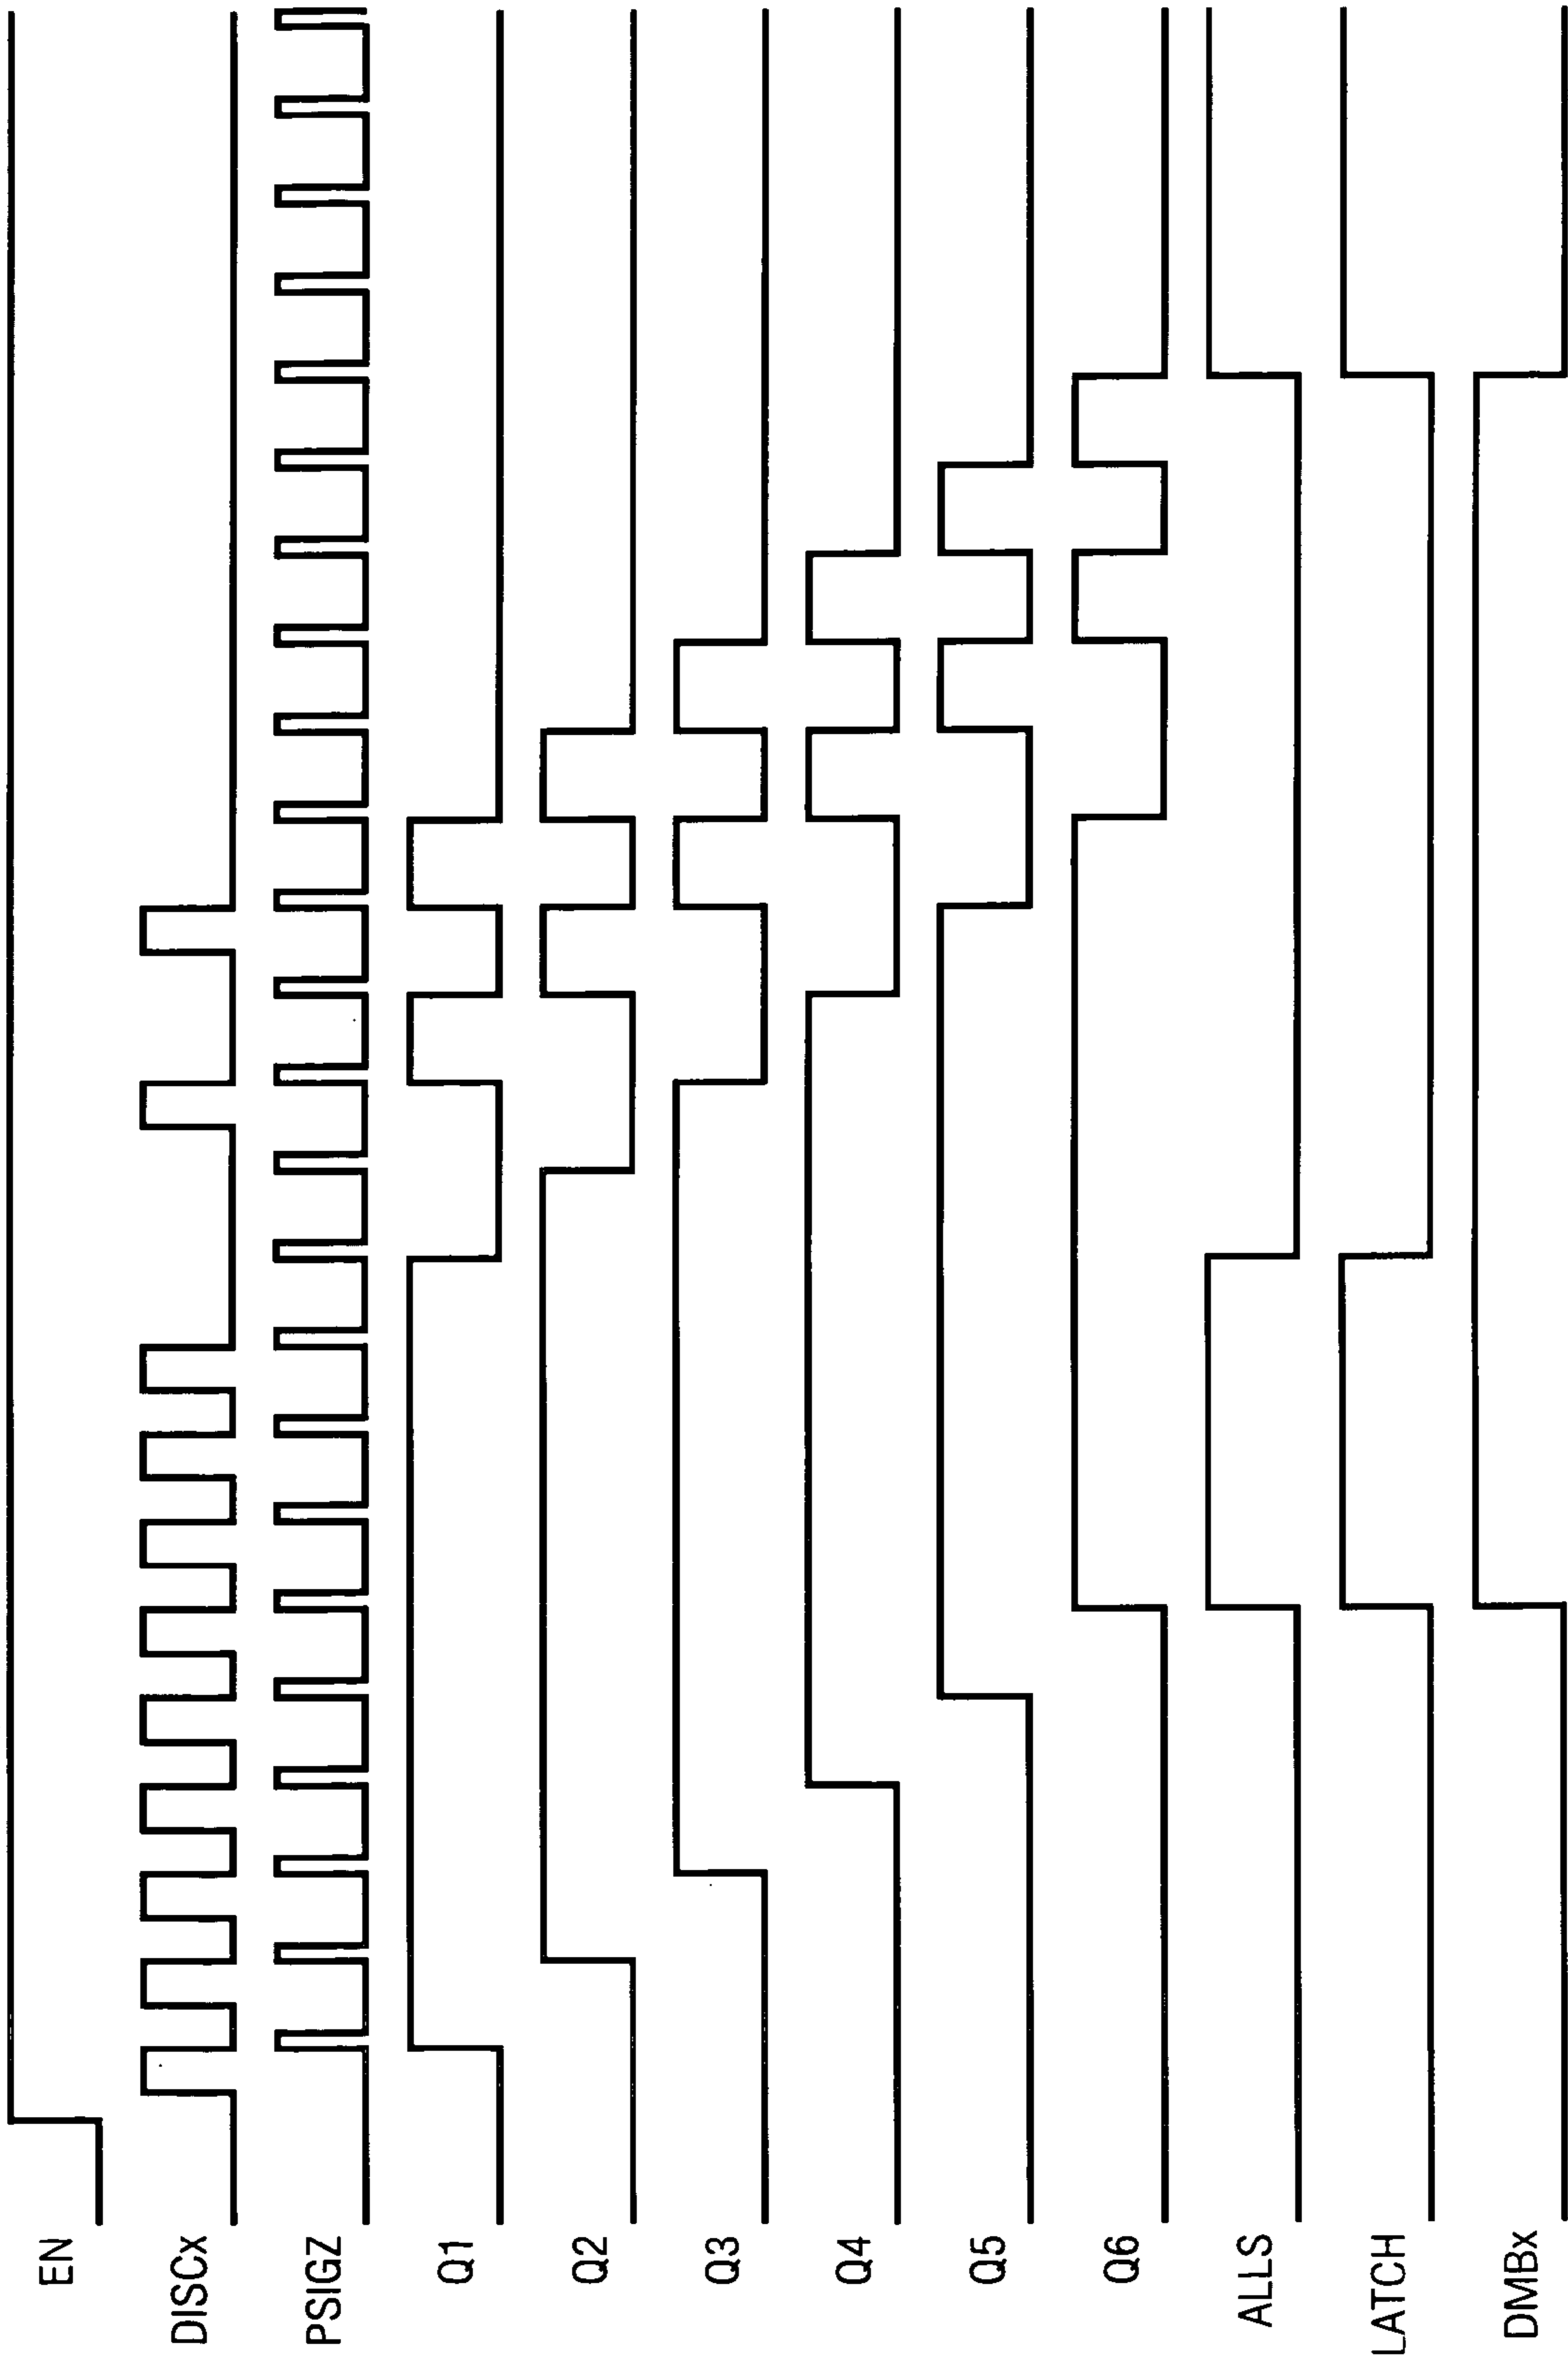 EN
DISCx
PSIGZ
Q1
Q2
Q3
Q4
Q5
Q6
ALLS
LATCH
DMBx